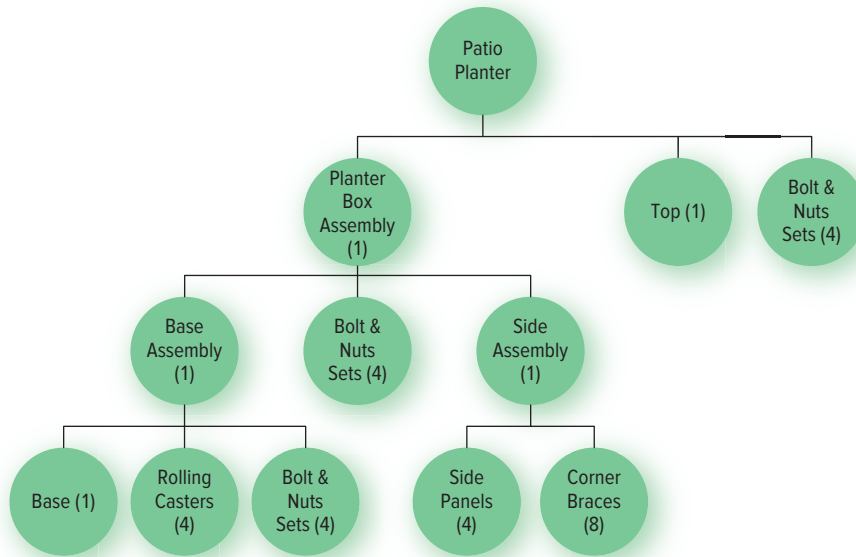 Patio
Planter
Planter
Box
Assembly
(1)
Top (1)
Bolt &
Nuts
Sets (4)
Base
Assembly
(1)
Bolt &
Nuts
Sets (4)
Side
Assembly
(1)
Base (1)
Rolling
Casters
(4)
Bolt &
Nuts
Sets (4)
Side
Panels
(4)
Corner
Braces
(8)